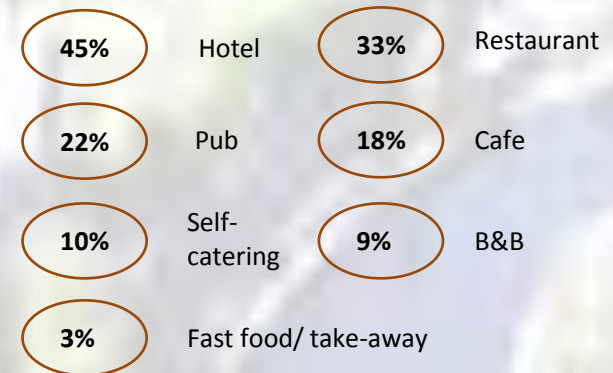 45% Hotel 33% Restaurant
22% Pub 18% Cafe
10% Self-
catering 9% B&B
3% Fast food/ take-away